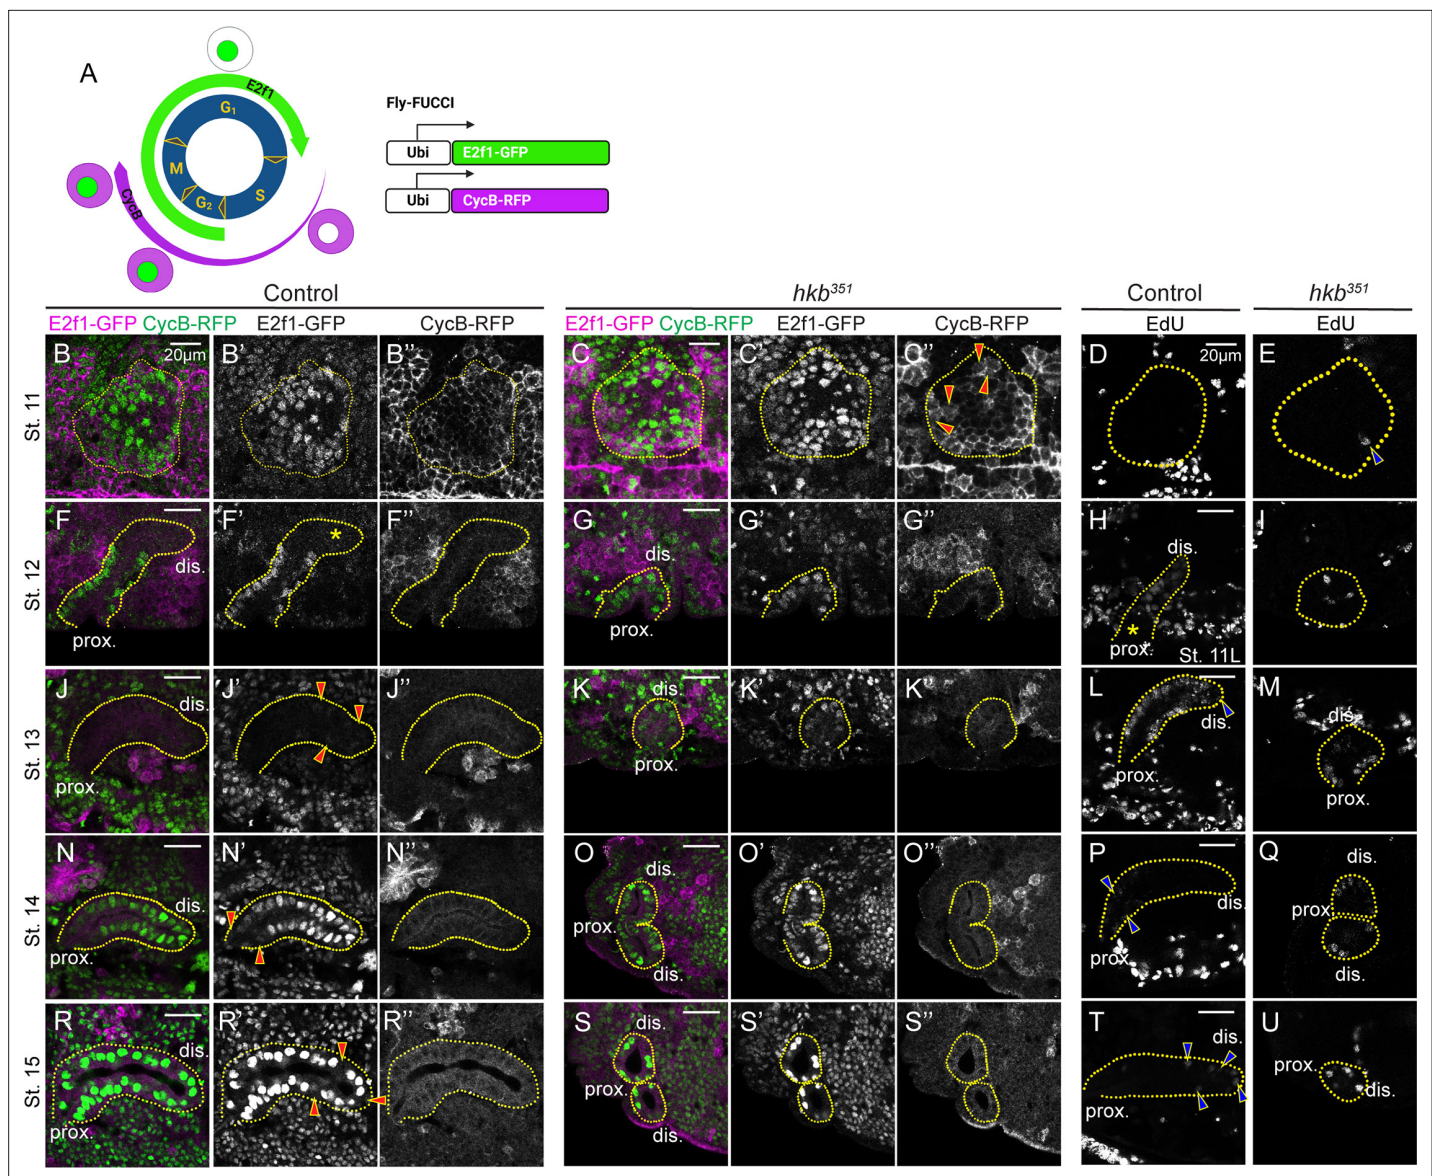 A
E2f1
G1
M
S
G2
CycB
Fly-FUCCI
Ubi E2f1-GFP
Ubi CycB-RFP
Control hkb351 Control hkb351
E2f1-GFP CycB-RFP E2f1-GFP CycB-RFP E2f1-GFP CycB-RFP E2f1-GFP CycB-RFP EdU EdU
St. 11
B 20µm B' B'' C C' C'' D 20µm E
St. 12
F dis. prox. F' * F'' G dis. prox. G' G'' H dis. * prox. St. 11L I
St. 13
J dis. prox. J' J'' K dis. prox. K' K'' L dis. prox. M dis. prox.
St. 14
N dis. prox. N' N'' O dis. prox. dis. O' O'' P dis. prox. Q dis. prox. dis.
St. 15
R dis. prox. R' R'' S dis. prox. dis. S' S'' T dis. prox. U prox. dis.